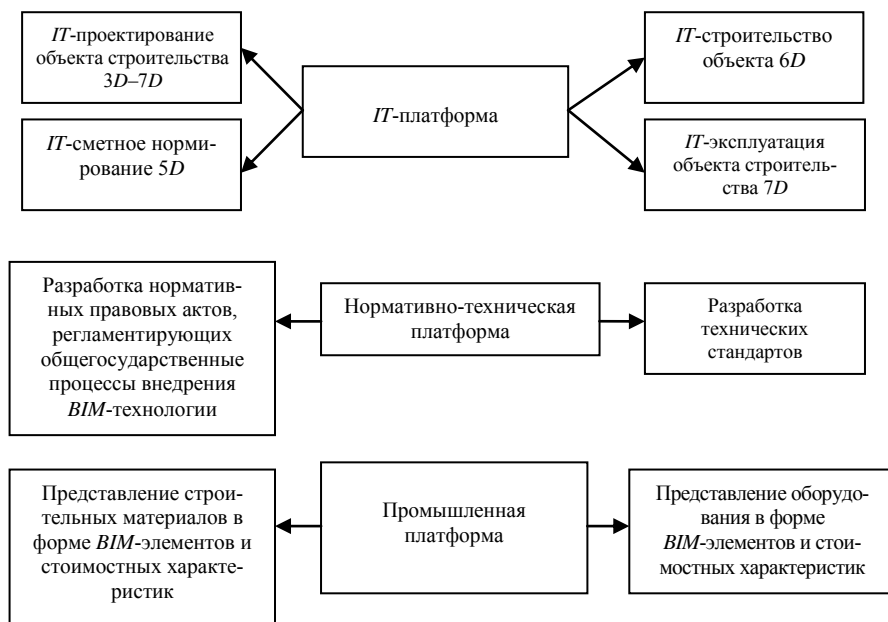 IT-проектирование
объекта строительства
3D–7D
IT-сметное норми-
рование 5D
IT-платформа
IT-строительство
объекта 6D
IT-эксплуатация
объекта строитель-
ства 7D
Разработка норматив-
ных правовых актов,
регламентирующих
общегосударственные
процессы внедрения
BIM-технологии
Нормативно-техническая
платформа
Разработка
технических
стандартов
Представление строи-
тельных материалов в
форме BIM-элементов и
стоимостных характе-
ристик
Промышленная
платформа
Представление оборудо-
вания в форме
BIM-элементов и стои-
мостных характеристик